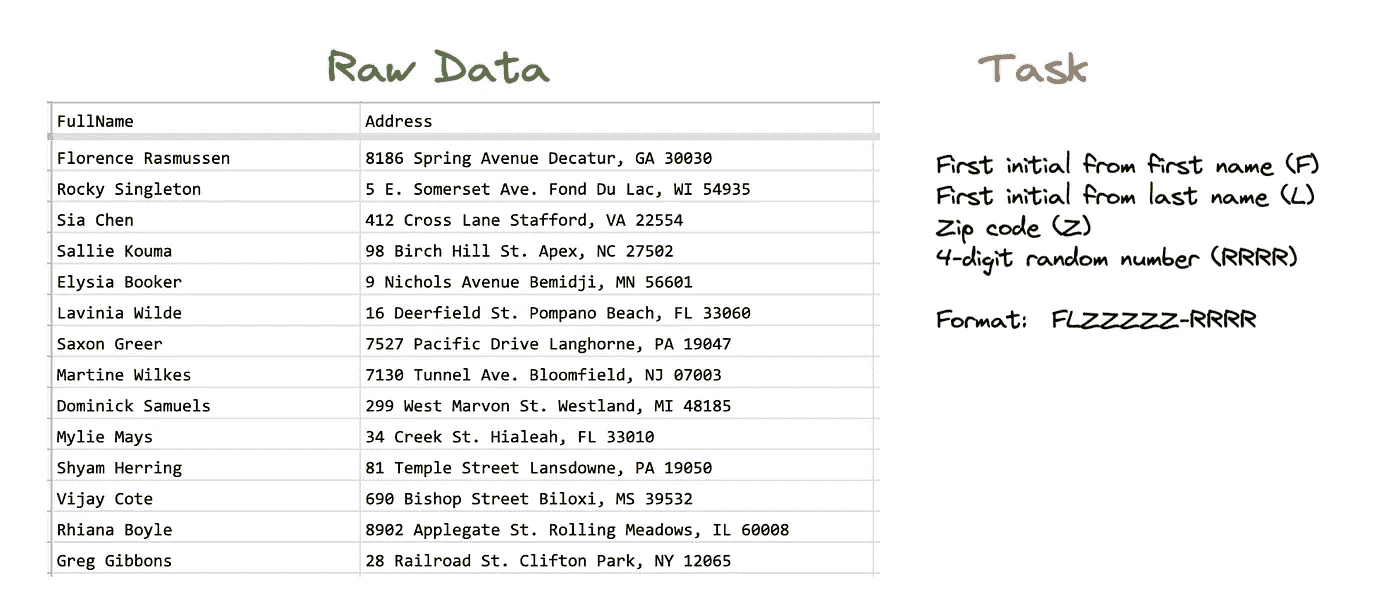 Raw Data
FullName Address
Florence Rasmussen 8186 Spring Avenue Decatur, GA 30030
Rocky Singleton 5 E. Somerset Ave. Fond Du Lac, WI 54935
Sia Chen 412 Cross Lane Stafford, VA 22554
Sallie Kouma 98 Birch Hill St. Apex, NC 27502
Elysia Booker 9 Nichols Avenue Bemidji, MN 56601
Lavinia Wilde 16 Deerfield St. Pompano Beach, FL 33060
Saxon Greer 7527 Pacific Drive Langhorne, PA 19047
Martine Wilkes 7130 Tunnel Ave. Bloomfield, NJ 07003
Dominick Samuels 299 West Marvon St. Westland, MI 48185
Mylie Mays 34 Creek St. Hialeah, FL 33010
Shyam Herring 81 Temple Street Lansdowne, PA 19050
Vijay Cote 690 Bishop Street Biloxi, MS 39532
Rhiana Boyle 8902 Applegate St. Rolling Meadows, IL 60008
Greg Gibbons 28 Railroad St. Clifton Park, NY 12065
Task
First initial from first name (F)
First initial from last name (L)
Zip code (Z)
4-digit random number (RRRR)
Format: FLZZZZZ-RRRR